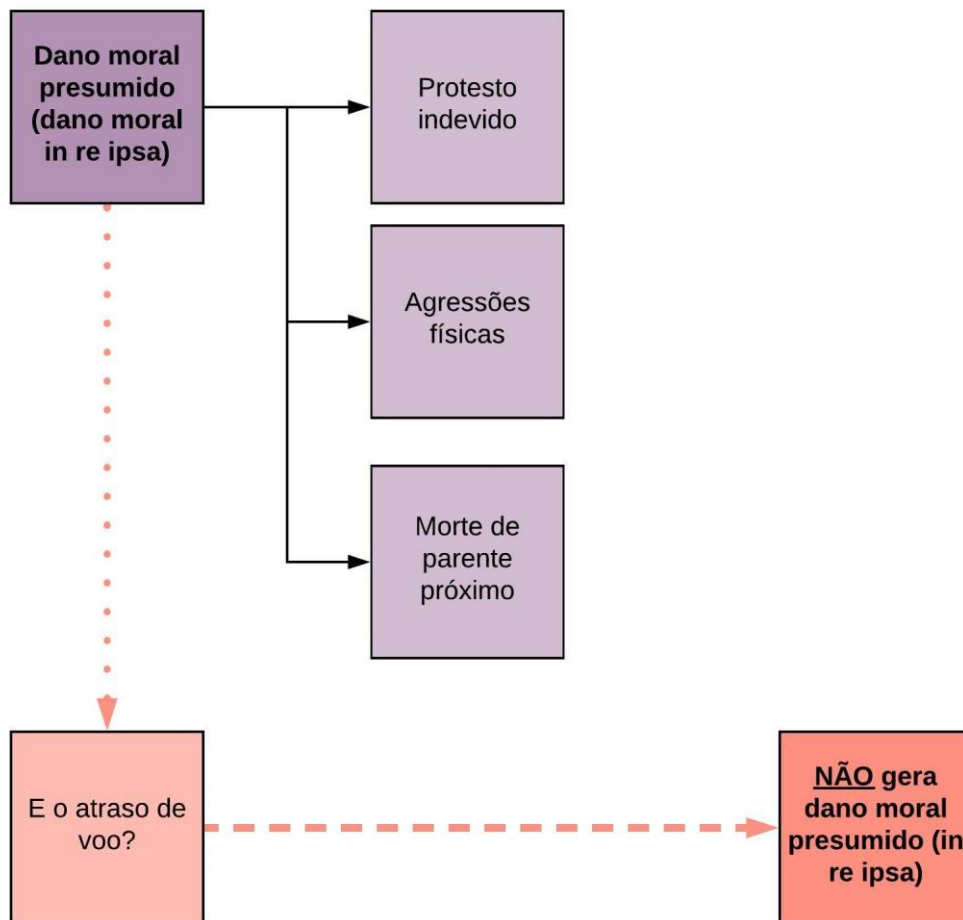 Dano moral
presumido
(dano moral
in re ipsa)
Protesto
indevido
Agressões
físicas
Morte de
parente
próximo
E o atraso de
voo?
NÃO gera
dano moral
presumido (in
re ipsa)